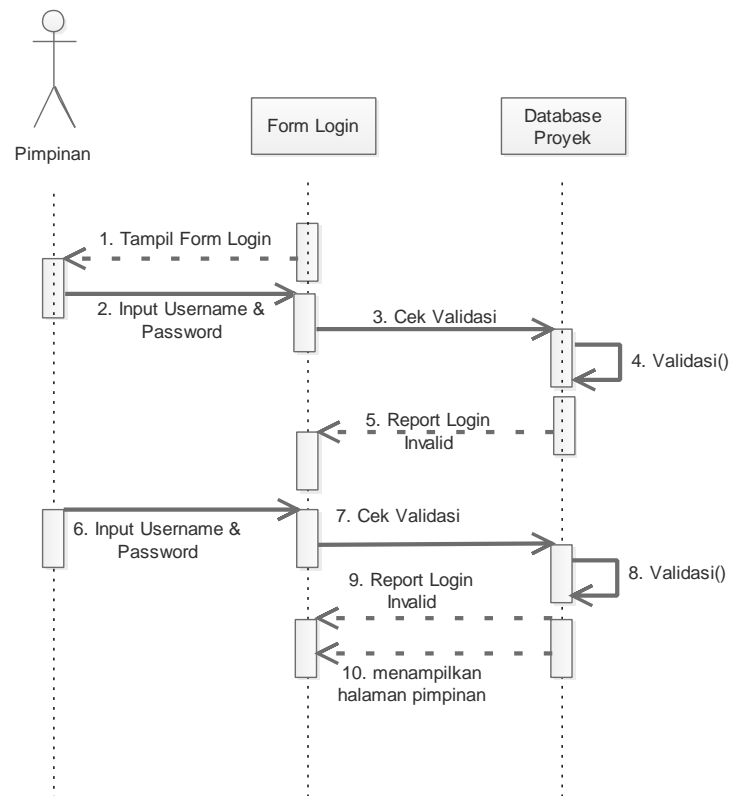 Pimpinan
Form Login
Database
Proyek
1. Tampil Form Login
2. Input Username &
Password
3. Cek Validasi
4. Validasi()
5. Report Login
Invalid
6. Input Username &
Password
7. Cek Validasi
8. Validasi()
9. Report Login
Invalid
10. menampilkan
halaman pimpinan